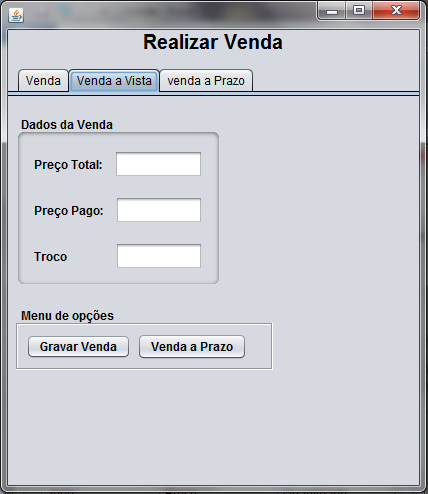 Realizar Venda
Venda Venda a Vista venda a Prazo
Dados da Venda
Preço Total:
Preço Pago:
Troco
Menu de opções
Gravar Venda Venda a Prazo